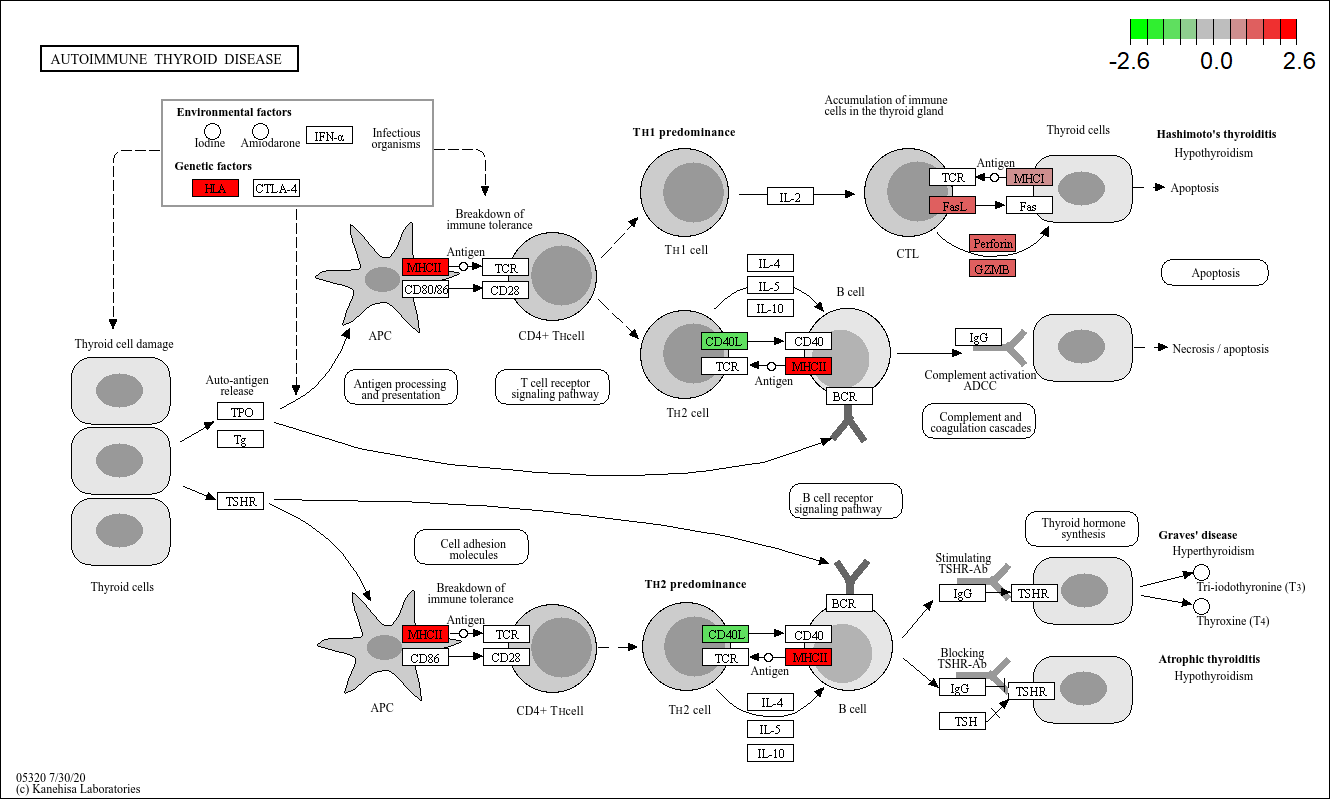 -2.6 0.0 2.6
AUTOIMMUNE THYROID DISEASE
Environmental factors
Iodine
Amiodarone
IFN-α
Infectious
organisms
Genetic factors
HLA
CTLA-4
Breakdown of
immune tolerance
Antigen
MHCII
TCR
CD80/86
CD28
APC
CD4+ THcell
Antigen processing
and presentation
T cell receptor
signaling pathway
TH1 predominance
TH1 cell
IL-2
Accumulation of immune
cells in the thyroid gland
CTL
TCR
Antigen
MHCI
FasL
Fas
Perforin
GZMB
Thyroid cells
Hashimoto's thyroiditis
Hypothyroidism
Apoptosis
Apoptosis
IL-4
IL-5
IL-10
B cell
CD40L
CD40
TCR
MHCII
Antigen
TH2 cell
BCR
IgG
Complement activation
ADCC
Necrosis / apoptosis
Complement and
coagulation cascades
Thyroid cell damage
Auto-antigen
release
TPO
Tg
TSHR
Thyroid cells
B cell receptor
signaling pathway
Cell adhesion
molecules
Breakdown of
immune tolerance
Antigen
MHCII
TCR
CD86
CD28
APC
CD4+ THcell
TH2 predominance
CD40L
CD40
TCR
MHCII
Antigen
TH2 cell
B cell
BCR
IL-4
IL-5
IL-10
Thyroid hormone
synthesis
Stimulating
TSHR-Ab
IgG
TSHR
Graves' disease
Hyperthyroidism
Tri-iodothyronine (T3)
Thyroxine (T4)
Blocking
TSHR-Ab
IgG
TSHR
TSH
Atrophic thyroiditis
Hypothyroidism
05320 7/30/20
(c) Kanehisa Laboratories